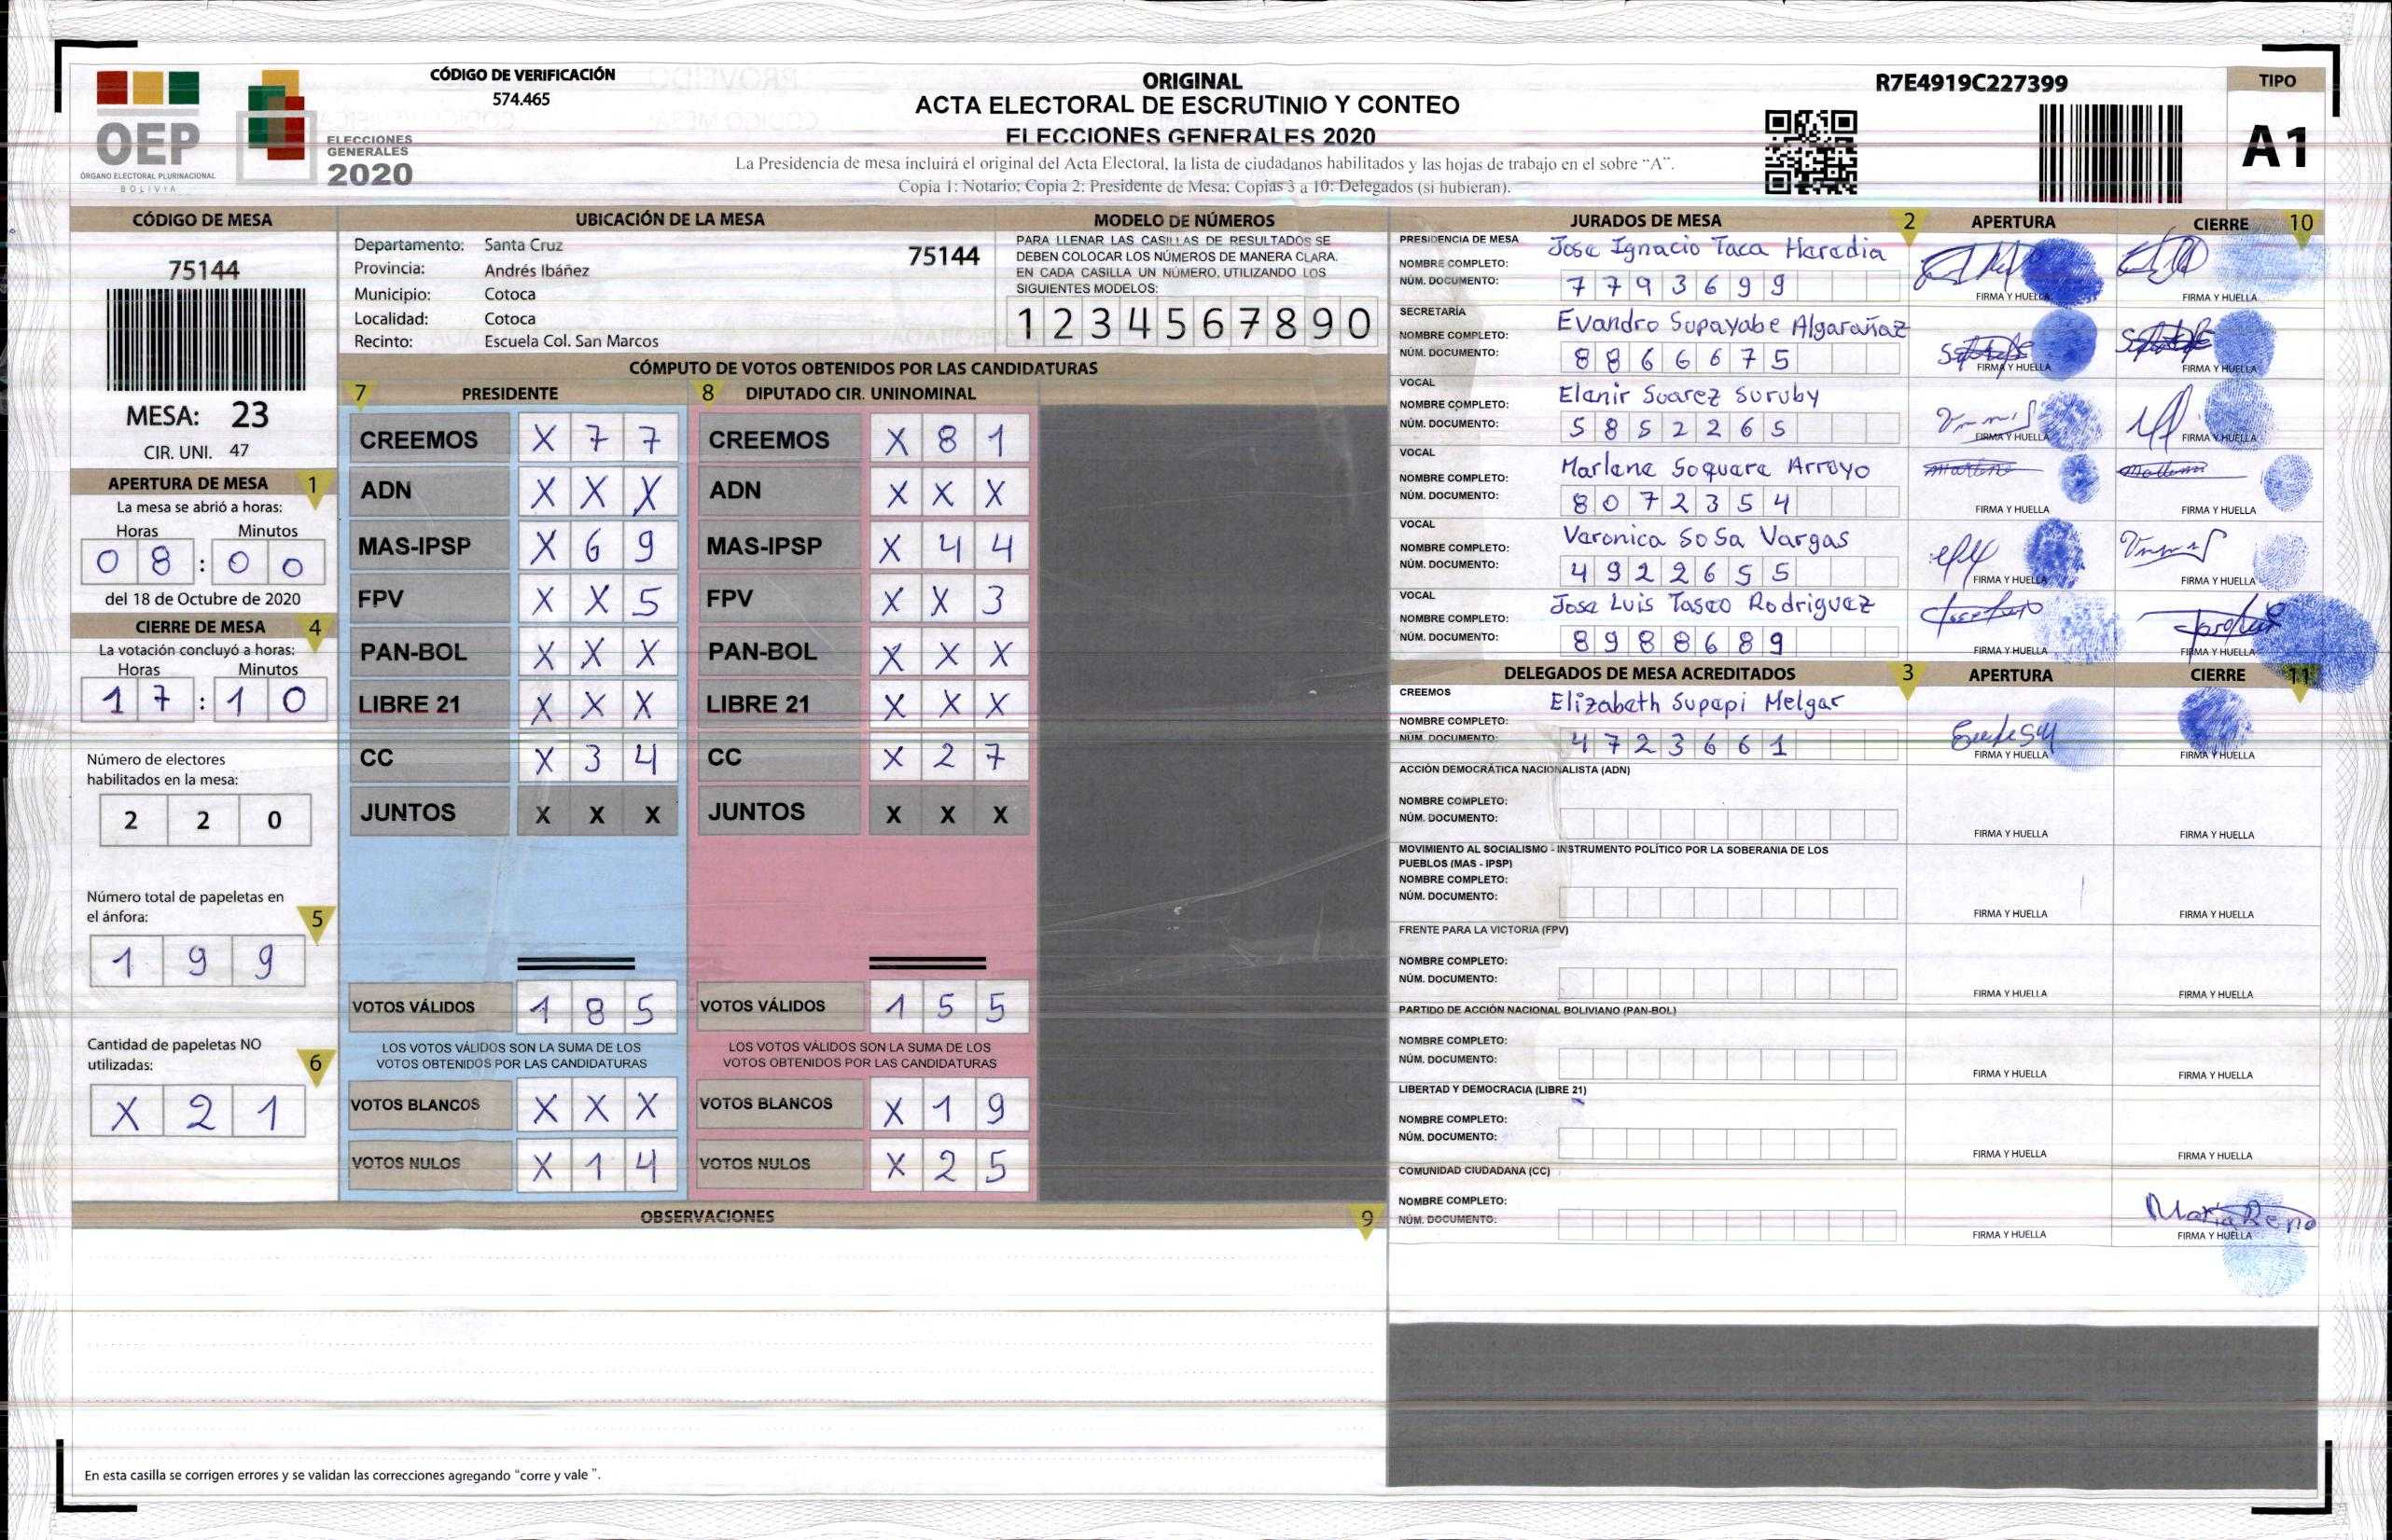 OEP
ÓRGANO ELECTORAL PLURINACIONAL
BOLIVIA
ELECCIONES
GENERALES
2020
CÓDIGO DE VERIFICACIÓN
574.465
ORIGINAL
ACTA ELECTORAL DE ESCRUTINIO Y CONTEO
ELECCIONES GENERALES 2020
La Presidencia de mesa incluirá el original del Acta Electoral, la lista de ciudadanos habilitados y las hojas de trabajo en el sobre “A”.
Copia 1: Notario; Copia 2: Presidente de Mesa; Copias 3 a 10: Delegados (si hubieran).
R7E4919C227399
TIPO
A1
CÓDIGO DE MESA
75144
MESA: 23
CIR. UNI. 47
APERTURA DE MESA 1
La mesa se abrió a horas:
Horas Minutos
0 8 : 0 0
del 18 de Octubre de 2020
CIERRE DE MESA 4
La votación concluyó a horas:
Horas Minutos
1 7 : 1 0
Número de electores
habilitados en la mesa:
2 2 0
Número total de papeletas en
el ánfora: 5
1 9 9
Cantidad de papeletas NO
utilizadas: 6
X 2 1
UBICACIÓN DE LA MESA
Departamento: Santa Cruz 75144
Provincia: Andrés Ibáñez
Municipio: Cotoca
Localidad: Cotoca
Recinto: Escuela Col. San Marcos
MODELO DE NÚMEROS
PARA LLENAR LAS CASILLAS DE RESULTADOS SE
DEBEN COLOCAR LOS NÚMEROS DE MANERA CLARA.
EN CADA CASILLA UN NÚMERO, UTILIZANDO LOS
SIGUIENTES MODELOS:
1 2 3 4 5 6 7 8 9 0
CÓMPUTO DE VOTOS OBTENIDOS POR LAS CANDIDATURAS
7 PRESIDENTE 8 DIPUTADO CIR. UNINOMINAL
CREEMOS X 7 7 CREEMOS X 8 1
ADN X X X ADN X X X
MAS-IPSP X 6 9 MAS-IPSP X 4 4
FPV X X 5 FPV X X 3
PAN-BOL X X X PAN-BOL X X X
LIBRE 21 X X X LIBRE 21 X X X
CC X 3 4 CC X 2 7
JUNTOS X X X JUNTOS X X X
VOTOS VÁLIDOS 1 8 5 VOTOS VÁLIDOS 1 5 5
LOS VOTOS VÁLIDOS SON LA SUMA DE LOS LOS VOTOS VÁLIDOS SON LA SUMA DE LOS
VOTOS OBTENIDOS POR LAS CANDIDATURAS VOTOS OBTENIDOS POR LAS CANDIDATURAS
VOTOS BLANCOS X X X VOTOS BLANCOS X 1 9
VOTOS NULOS X 1 4 VOTOS NULOS X 2 5
OBSERVACIONES 9
En esta casilla se corrigen errores y se validan las correcciones agregando “corre y vale ”.
JURADOS DE MESA 2 APERTURA CIERRE 10
PRESIDENCIA DE MESA Jose Ignacio Taca Heredia
NOMBRE COMPLETO:
NÚM. DOCUMENTO: 7 7 9 3 6 9 9
FIRMA Y HUELLA FIRMA Y HUELLA
SECRETARÍA
NOMBRE COMPLETO: Evandro Supayabe Algarañaz
NÚM. DOCUMENTO: 8 8 6 6 6 7 5
FIRMA Y HUELLA FIRMA Y HUELLA
VOCAL
NOMBRE COMPLETO: Elanir Suarez Suruby
NÚM. DOCUMENTO: 5 8 5 2 2 6 5
FIRMA Y HUELLA FIRMA Y HUELLA
VOCAL
NOMBRE COMPLETO: Marlene Soquere Arroyo
NÚM. DOCUMENTO: 8 0 7 2 3 5 4
FIRMA Y HUELLA FIRMA Y HUELLA
VOCAL
NOMBRE COMPLETO: Veronica SoSa Vargas
NÚM. DOCUMENTO: 4 9 2 2 6 5 5
FIRMA Y HUELLA FIRMA Y HUELLA
VOCAL Jose Luis Tasco Rodriguez
NOMBRE COMPLETO:
NÚM. DOCUMENTO: 8 9 8 8 6 8 9
FIRMA Y HUELLA FIRMA Y HUELLA
DELEGADOS DE MESA ACREDITADOS 3 APERTURA CIERRE 11
CREEMOS Elizabeth Supepi Melgar
NOMBRE COMPLETO:
NÚM. DOCUMENTO: 4 7 2 3 6 6 1
FIRMA Y HUELLA FIRMA Y HUELLA
ACCIÓN DEMOCRÁTICA NACIONALISTA (ADN)
NOMBRE COMPLETO:
NÚM. DOCUMENTO:
FIRMA Y HUELLA FIRMA Y HUELLA
MOVIMIENTO AL SOCIALISMO - INSTRUMENTO POLÍTICO POR LA SOBERANIA DE LOS
PUEBLOS (MAS - IPSP)
NOMBRE COMPLETO:
NÚM. DOCUMENTO:
FIRMA Y HUELLA FIRMA Y HUELLA
FRENTE PARA LA VICTORIA (FPV)
NOMBRE COMPLETO:
NÚM. DOCUMENTO:
FIRMA Y HUELLA FIRMA Y HUELLA
PARTIDO DE ACCIÓN NACIONAL BOLIVIANO (PAN-BOL)
NOMBRE COMPLETO:
NÚM. DOCUMENTO:
FIRMA Y HUELLA FIRMA Y HUELLA
LIBERTAD Y DEMOCRACIA (LIBRE 21)
NOMBRE COMPLETO:
NÚM. DOCUMENTO:
FIRMA Y HUELLA FIRMA Y HUELLA
COMUNIDAD CIUDADANA (CC)
NOMBRE COMPLETO:
NÚM. DOCUMENTO:
FIRMA Y HUELLA FIRMA Y HUELLA